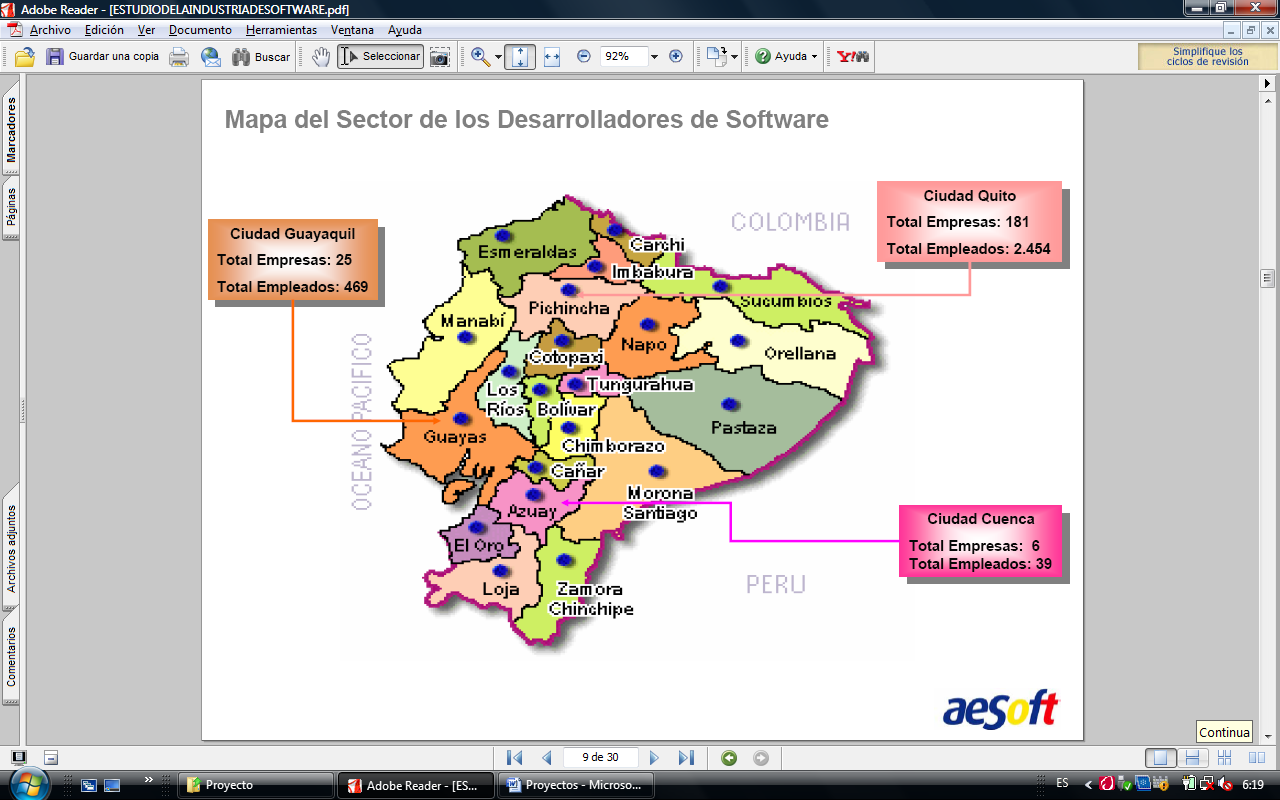 Adobe Reader - [ESTUDIODELAINDUSTRIADESOFTWARE.pdf]
Archivo Edición Ver Documento Herramientas Ventana Ayuda
Guardar una copia Buscar Seleccionar 92% Ayuda Y! Simplifique los
ciclos de revisión
Marcadores
Páginas
Archivos adjuntos
Comentarios
Mapa del Sector de los Desarrolladores de Software
Ciudad Quito
Total Empresas: 181
Total Empleados: 2.454
Ciudad Guayaquil
Total Empresas: 25
Total Empleados: 469
COLOMBIA
OCEANO PACIFICO
PERU
Esmeraldas
Carchi
Imbabura
Sucumbios
Pichincha
Manabí
Napo
Orellana
Cotopaxi
Tungurahua
Los
Ríos
Bolívar
Pastaza
Guayas
Chimborazo
Cañar
Morona
Santiago
Azuay
El Oro
Loja
Zamora
Chinchipe
Ciudad Cuenca
Total Empresas: 6
Total Empleados: 39
aesoft
Continua
9 de 30
Proyecto Adobe Reader - [ES... Proyectos - Microso... ES 6:19